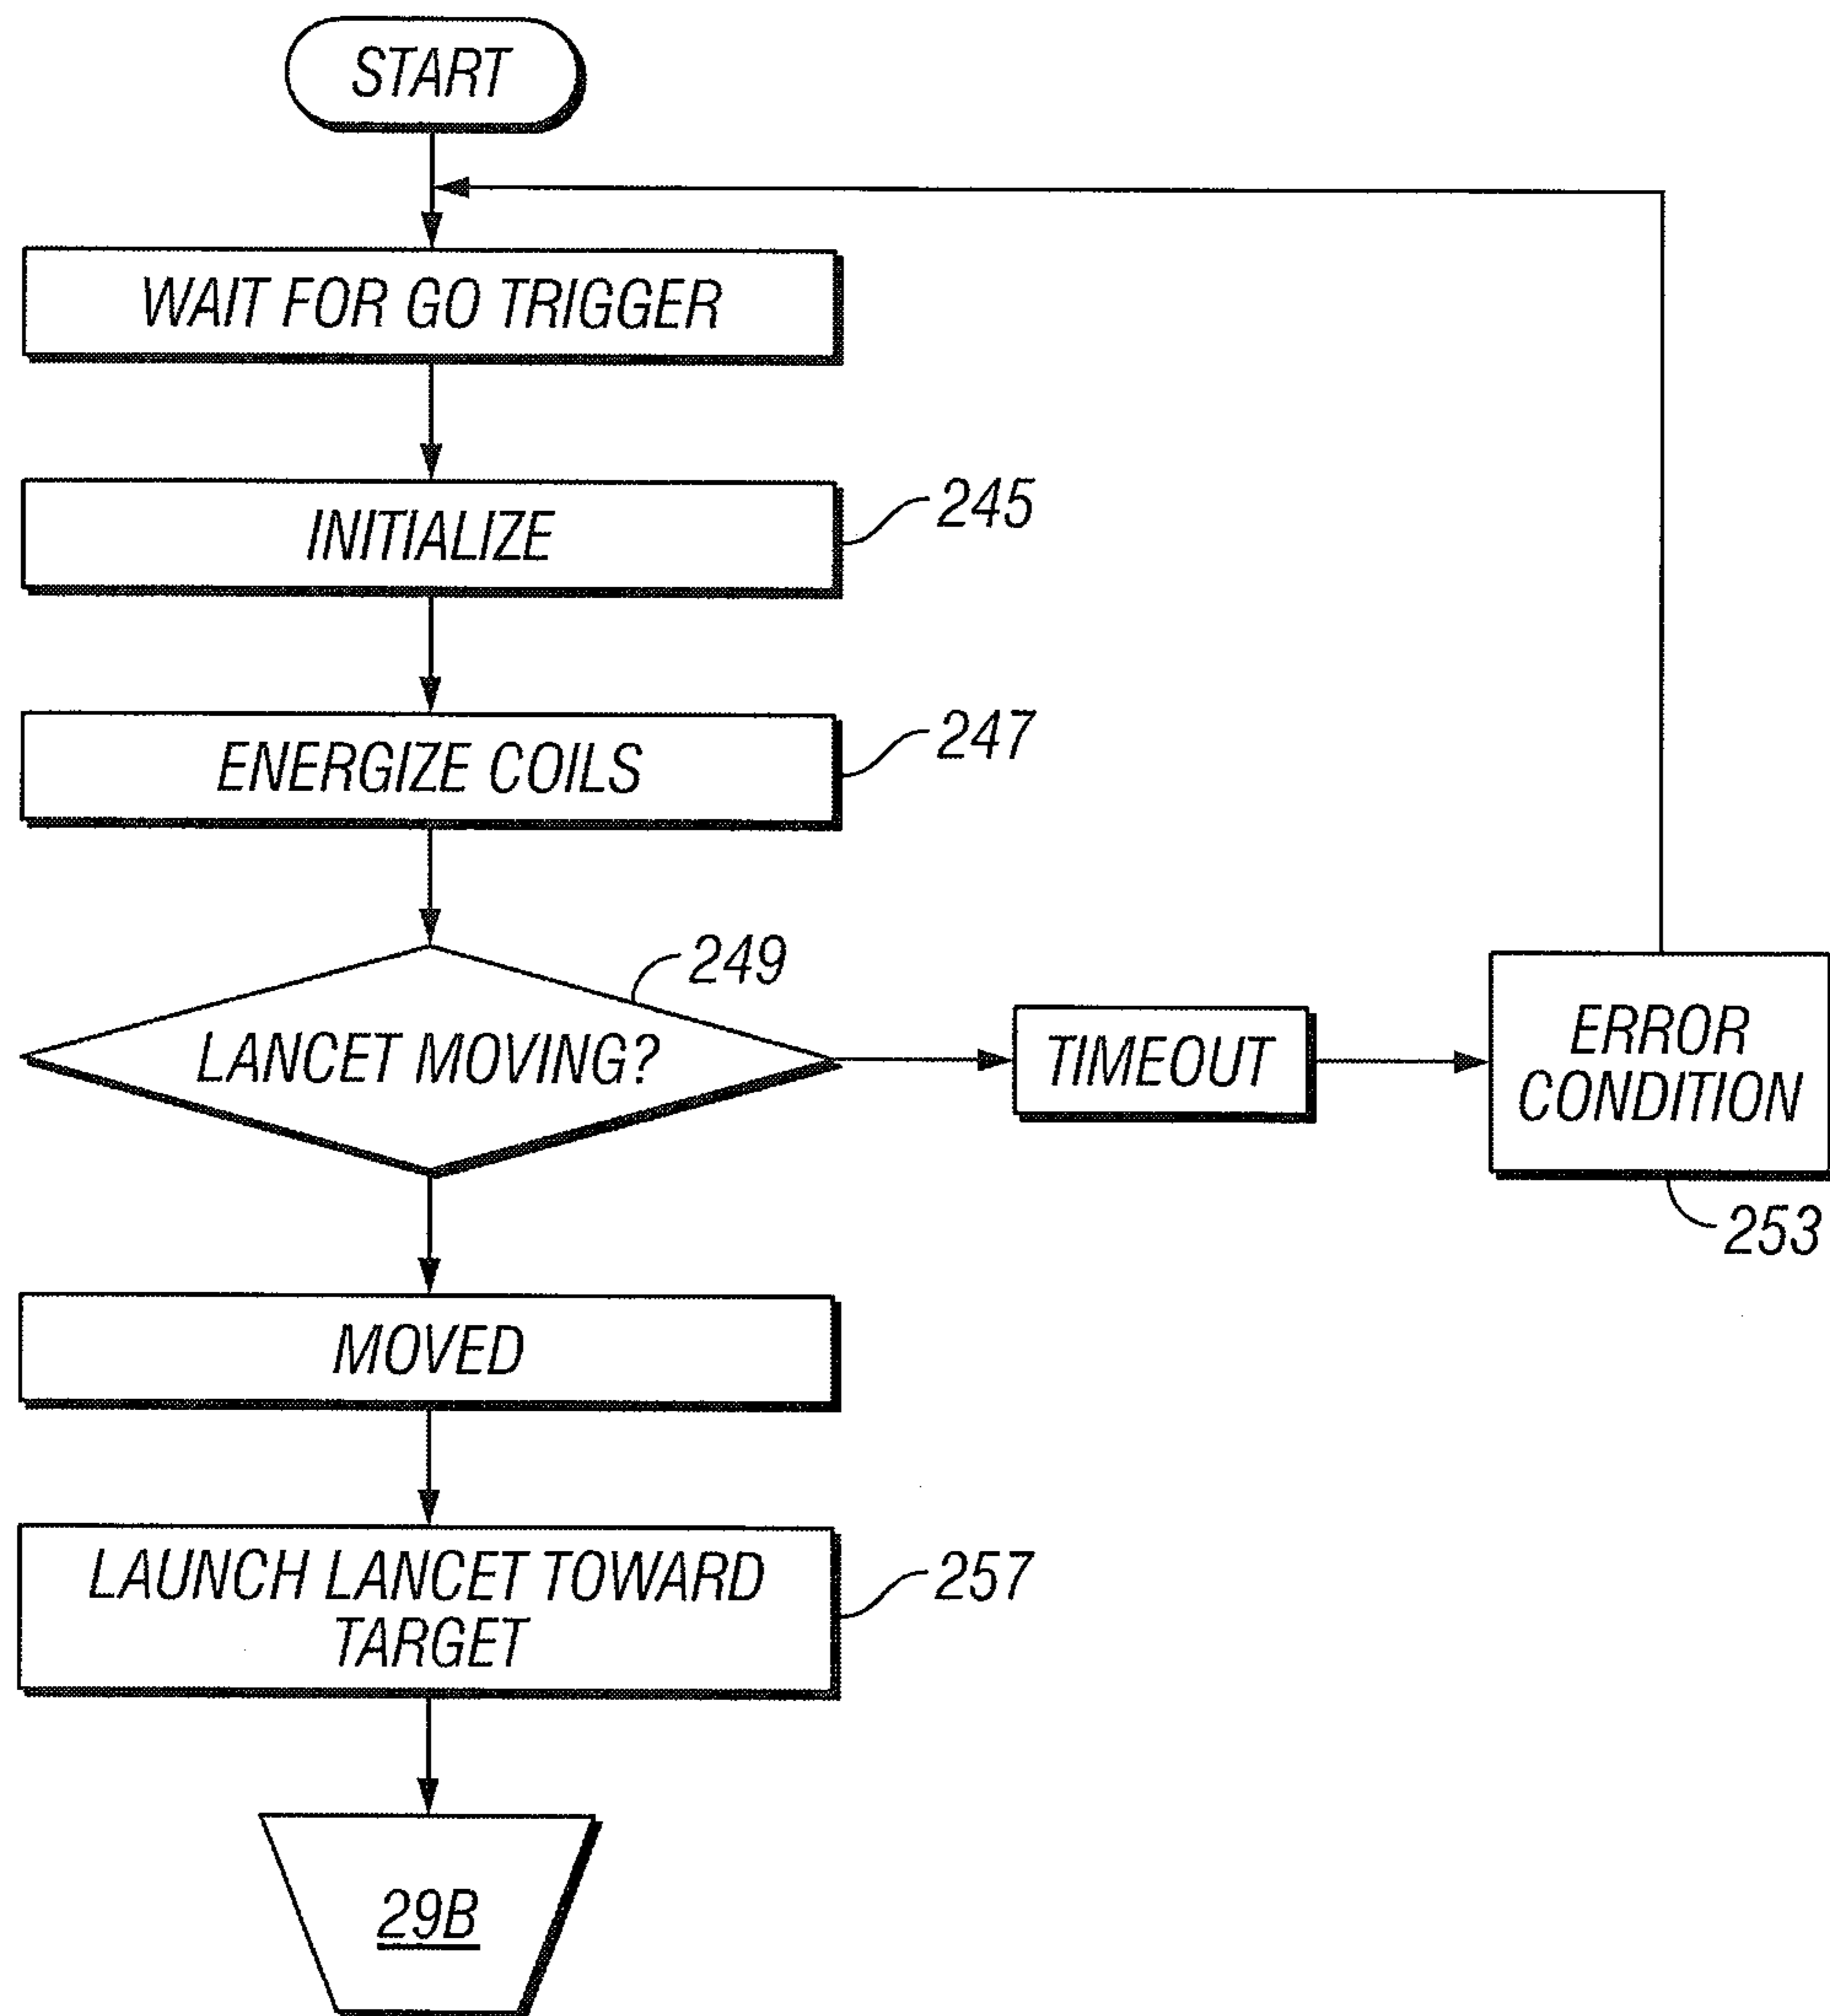 START
WAIT FOR GO TRIGGER
INITIALIZE
245
ENERGIZE COILS
247
249
LANCET MOVING?
TIMEOUT
ERROR
CONDITION
253
MOVED
LAUNCH LANCET TOWARD
TARGET
257
29B